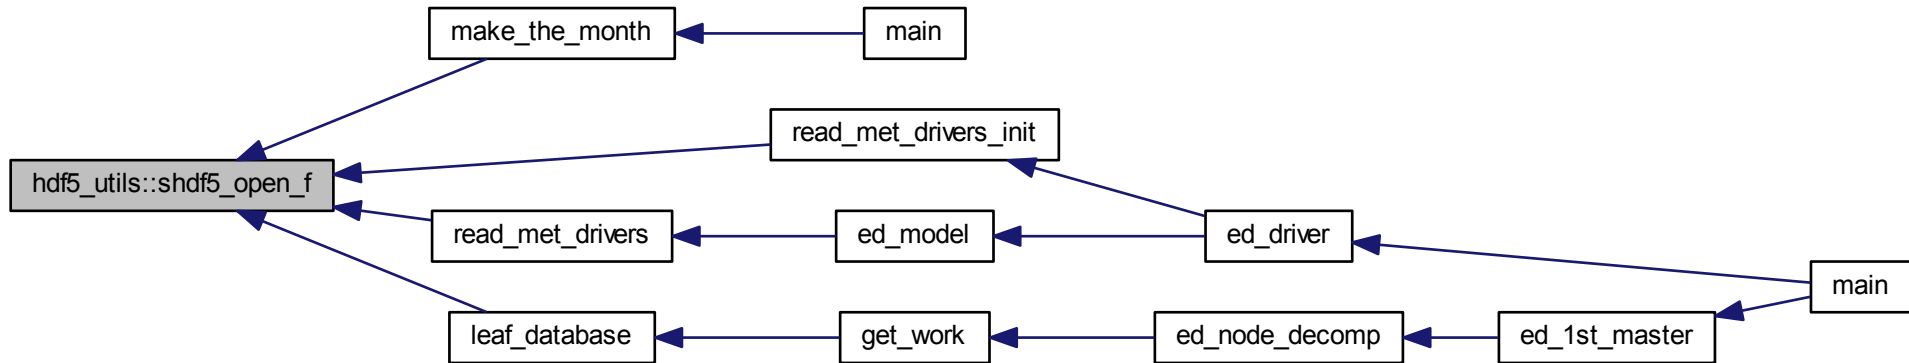 make_the_month
main
read_met_drivers_init
hdf5_utils::shdf5_open_f
read_met_drivers
ed_model
ed_driver
main
leaf_database
get_work
ed_node_decomp
ed_1st_master